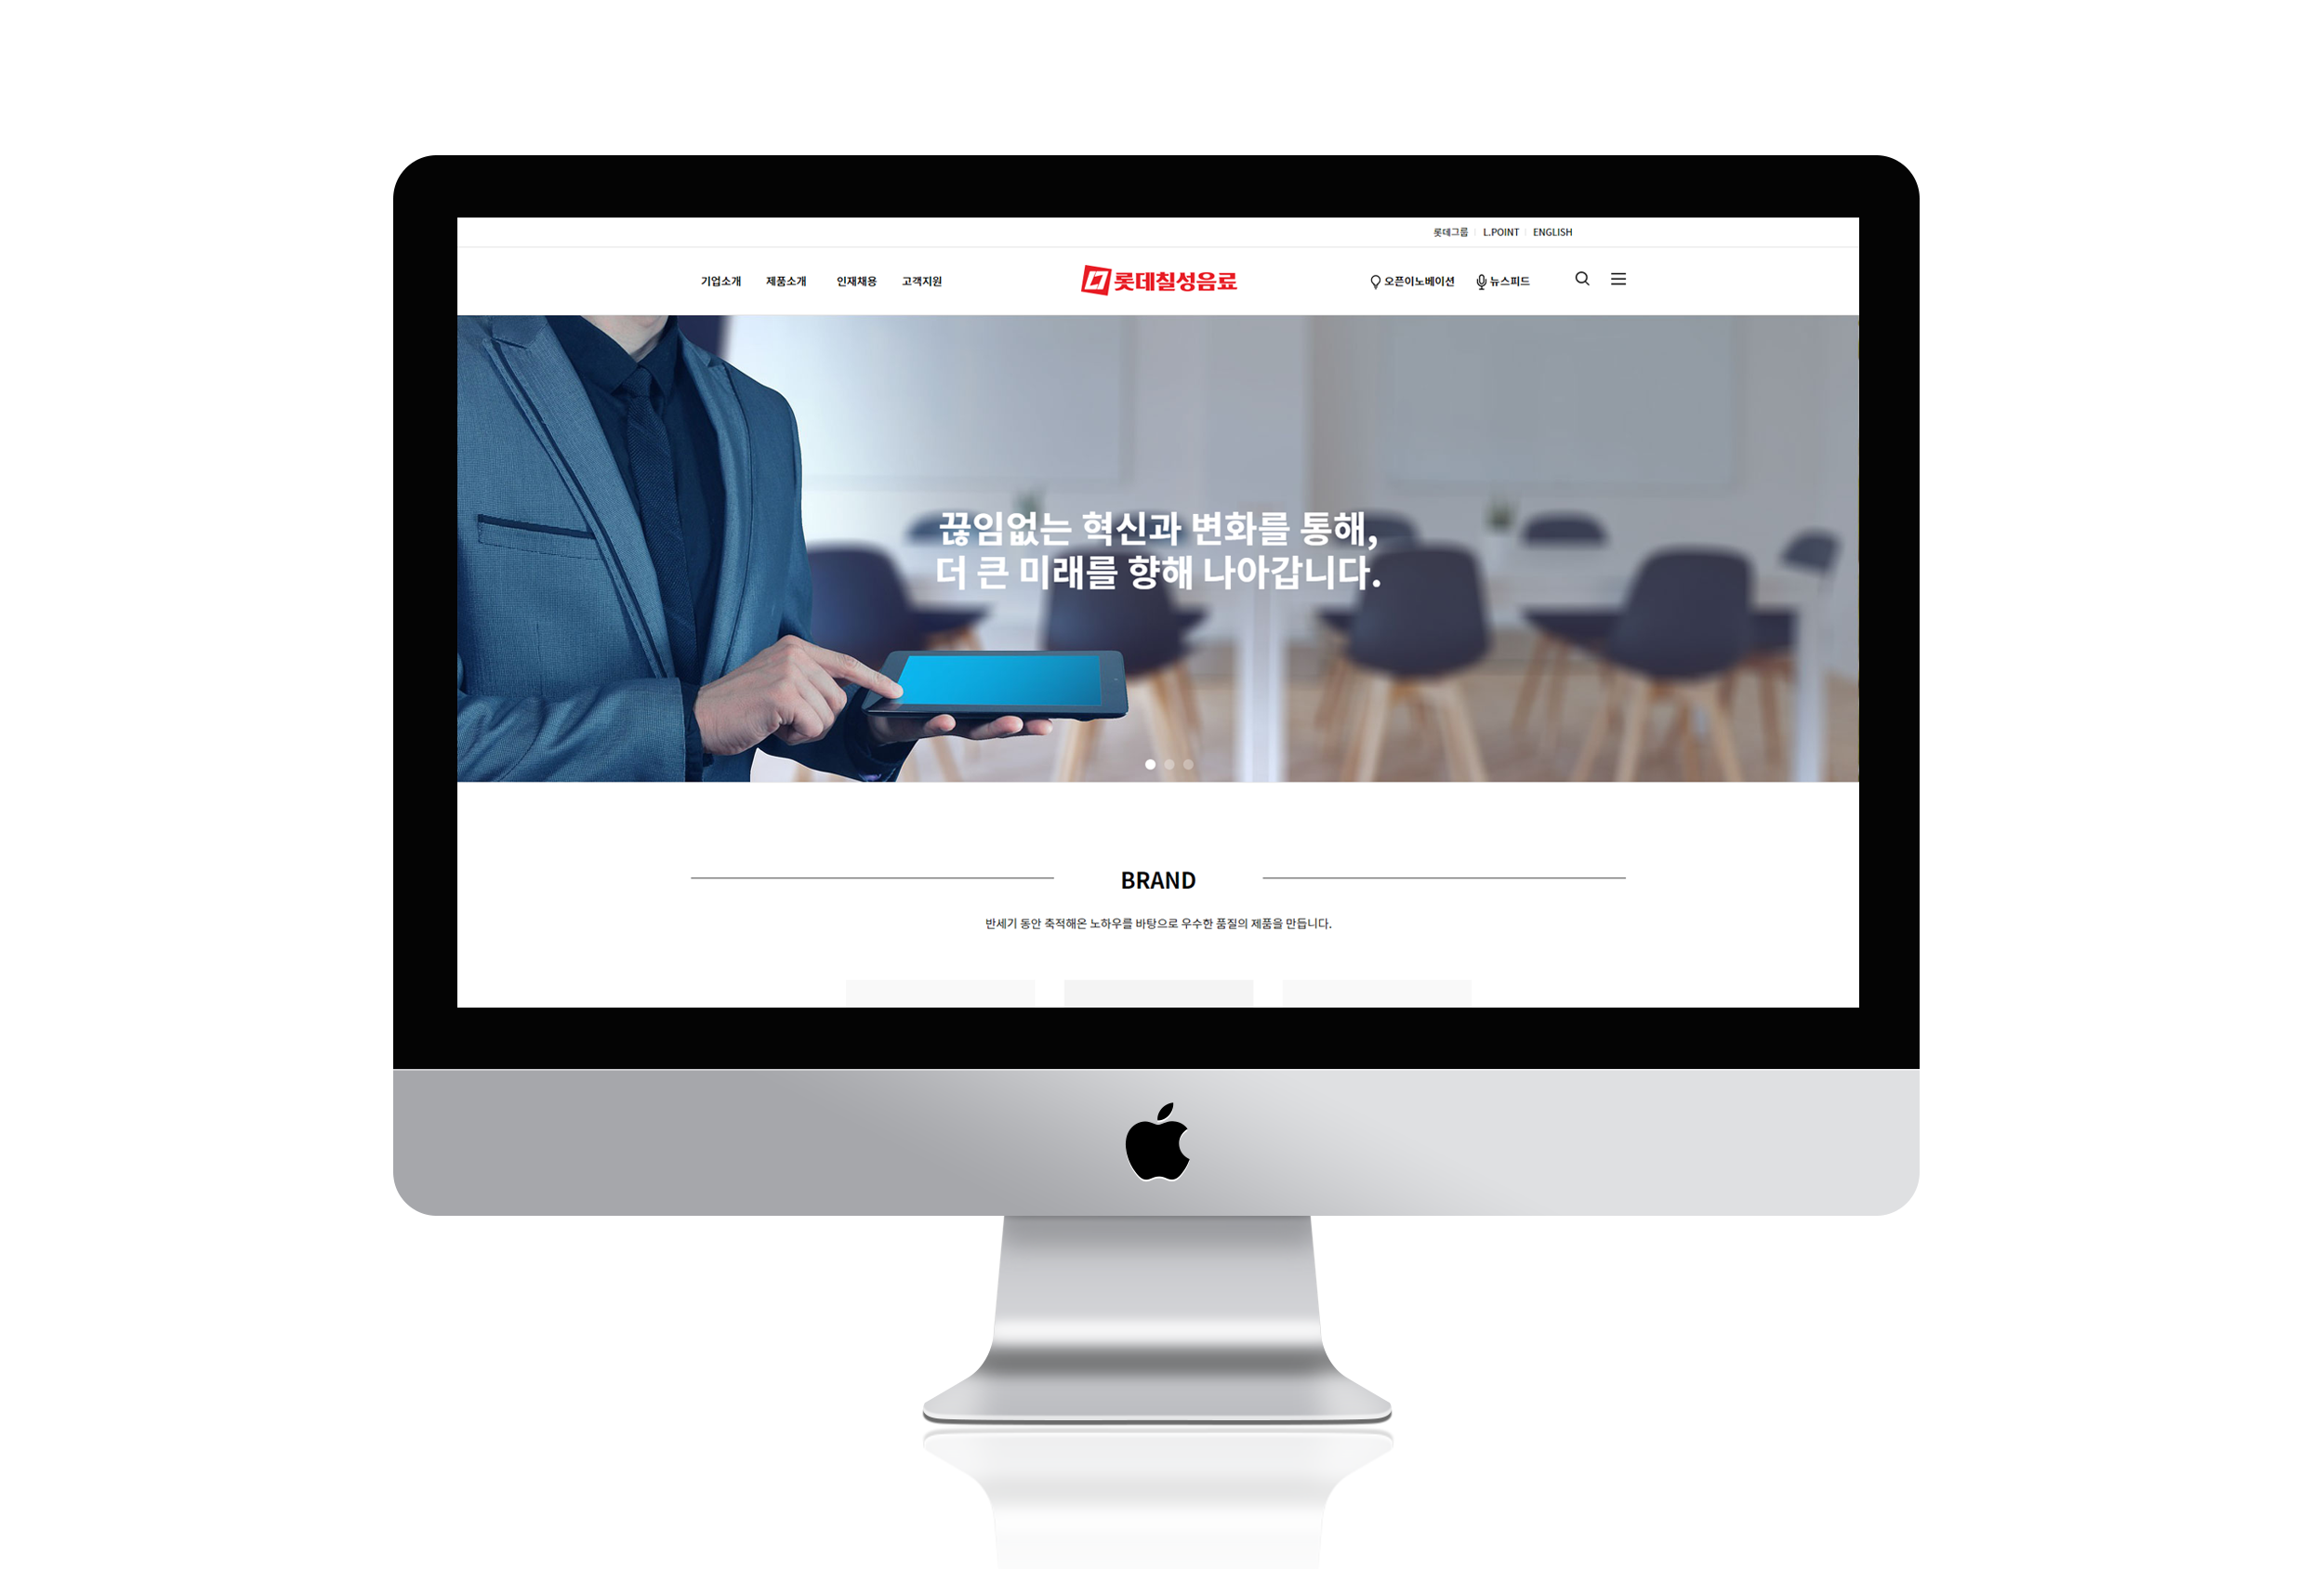 롯데그룹 L.POINT ENGLISH
기업소개 제품소개 인재채용 고객지원 롯데칠성음료 오픈이노베이션 뉴스피드
끊임없는 혁신과 변화를 통해,
더 큰 미래를 향해 나아갑니다.
BRAND
반세기 동안 축적해온 노하우를 바탕으로 우수한 품질의 제품을 만듭니다.